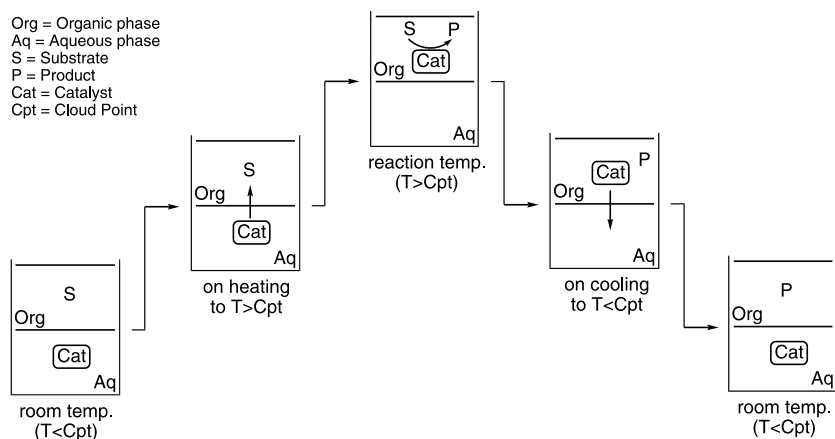 Org = Organic phase
Aq = Aqueous phase
S = Substrate
P = Product
Cat = Catalyst
Cpt = Cloud Point
S
Org
Cat
Aq
room temp.
(T<Cpt)
S
Org
Cat
Aq
on heating
to T>Cpt
S P
Cat
Org
Aq
reaction temp.
(T>Cpt)
P
Cat
Org
Aq
on cooling
to T<Cpt
P
Org
Cat
Aq
room temp.
(T<Cpt)